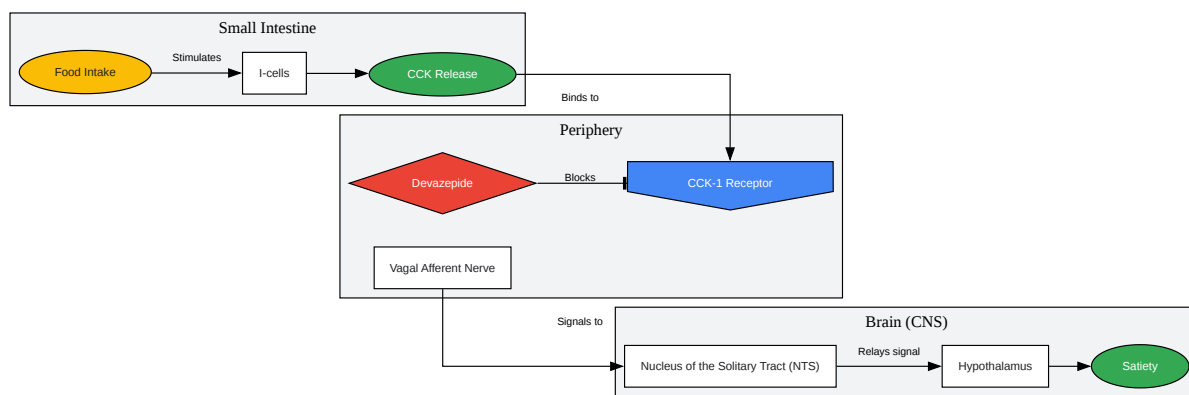 Small Intestine
Food Intake
Stimulates
I-cells
CCK Release
Binds to
Periphery
Devazepide
Blocks
CCK-1 Receptor
Vagal Afferent Nerve
Signals to
Brain (CNS)
Nucleus of the Solitary Tract (NTS)
Relays signal
Hypothalamus
Satiety